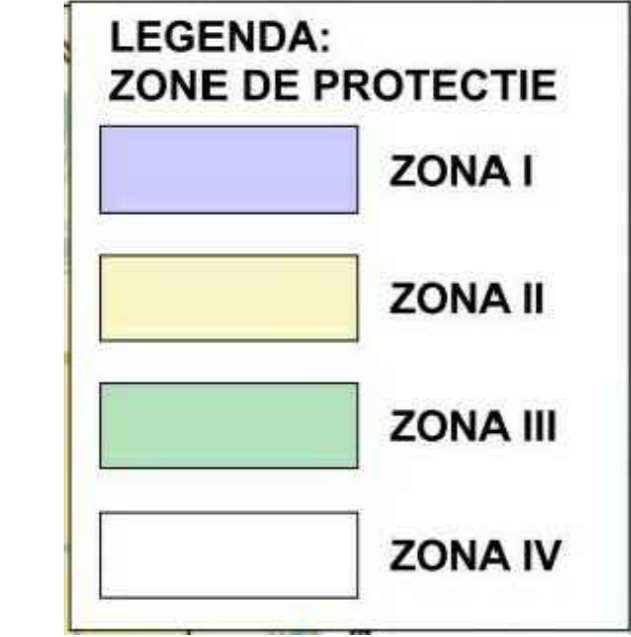 LEGENDA:
ZONE DE PROTECTIE
ZONA I
ZONA II
ZONA III
ZONA IV